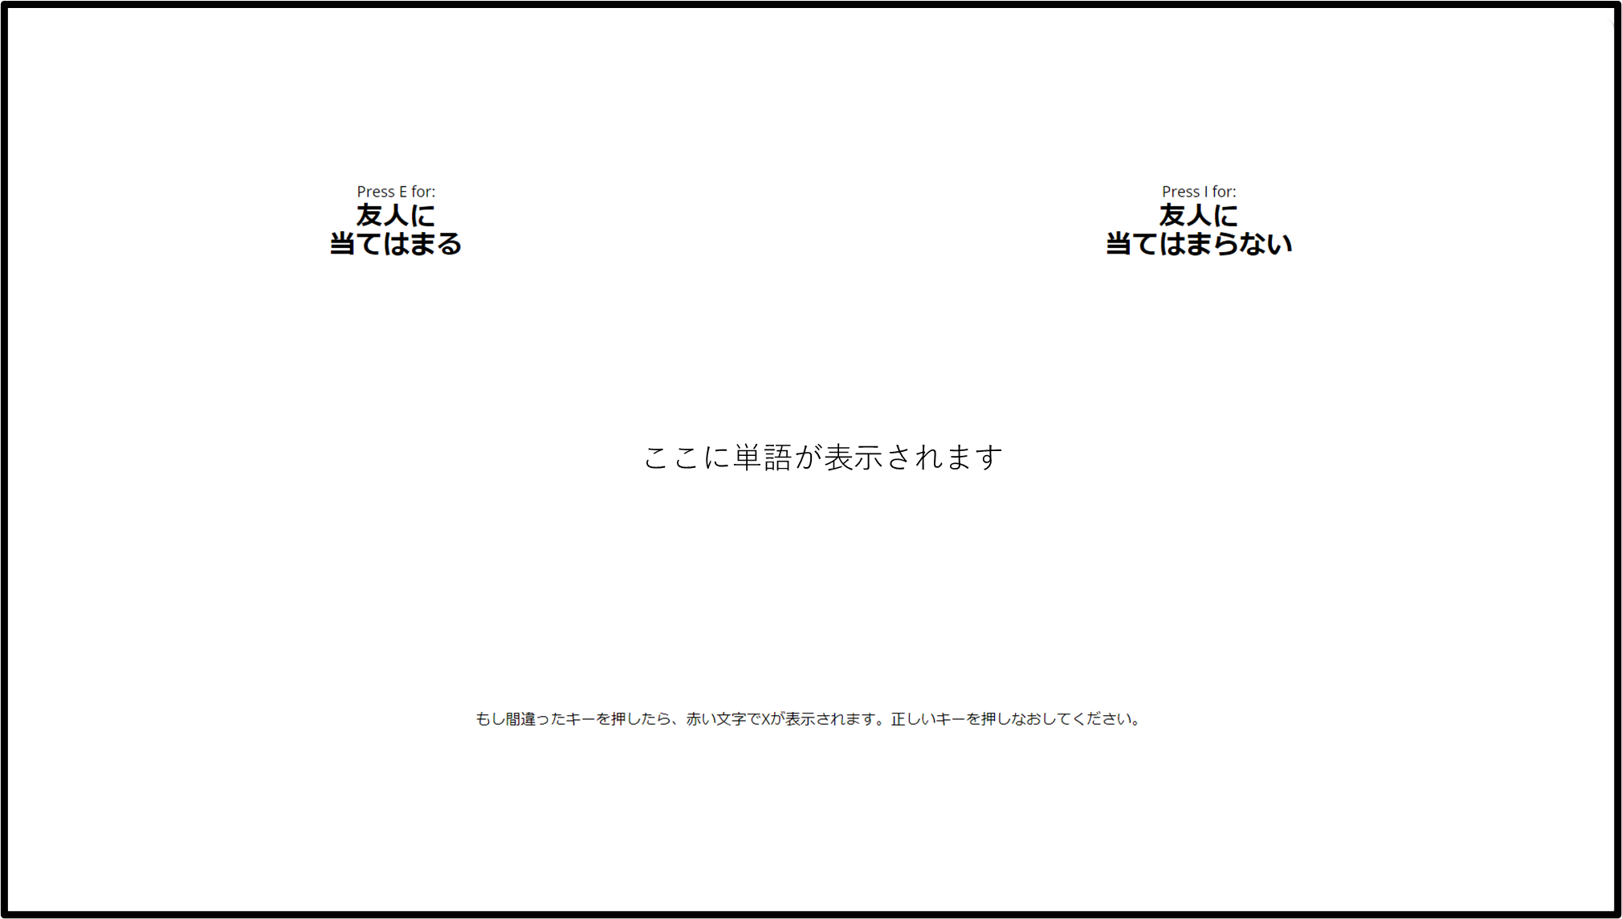 Press E for:
友人に
当てはまる
Press I for:
友人に
当てはまらない
ここに単語が表示されます
もし間違ったキーを押したら、赤い文字でXが表示されます。正しいキーを押しなおしてください。